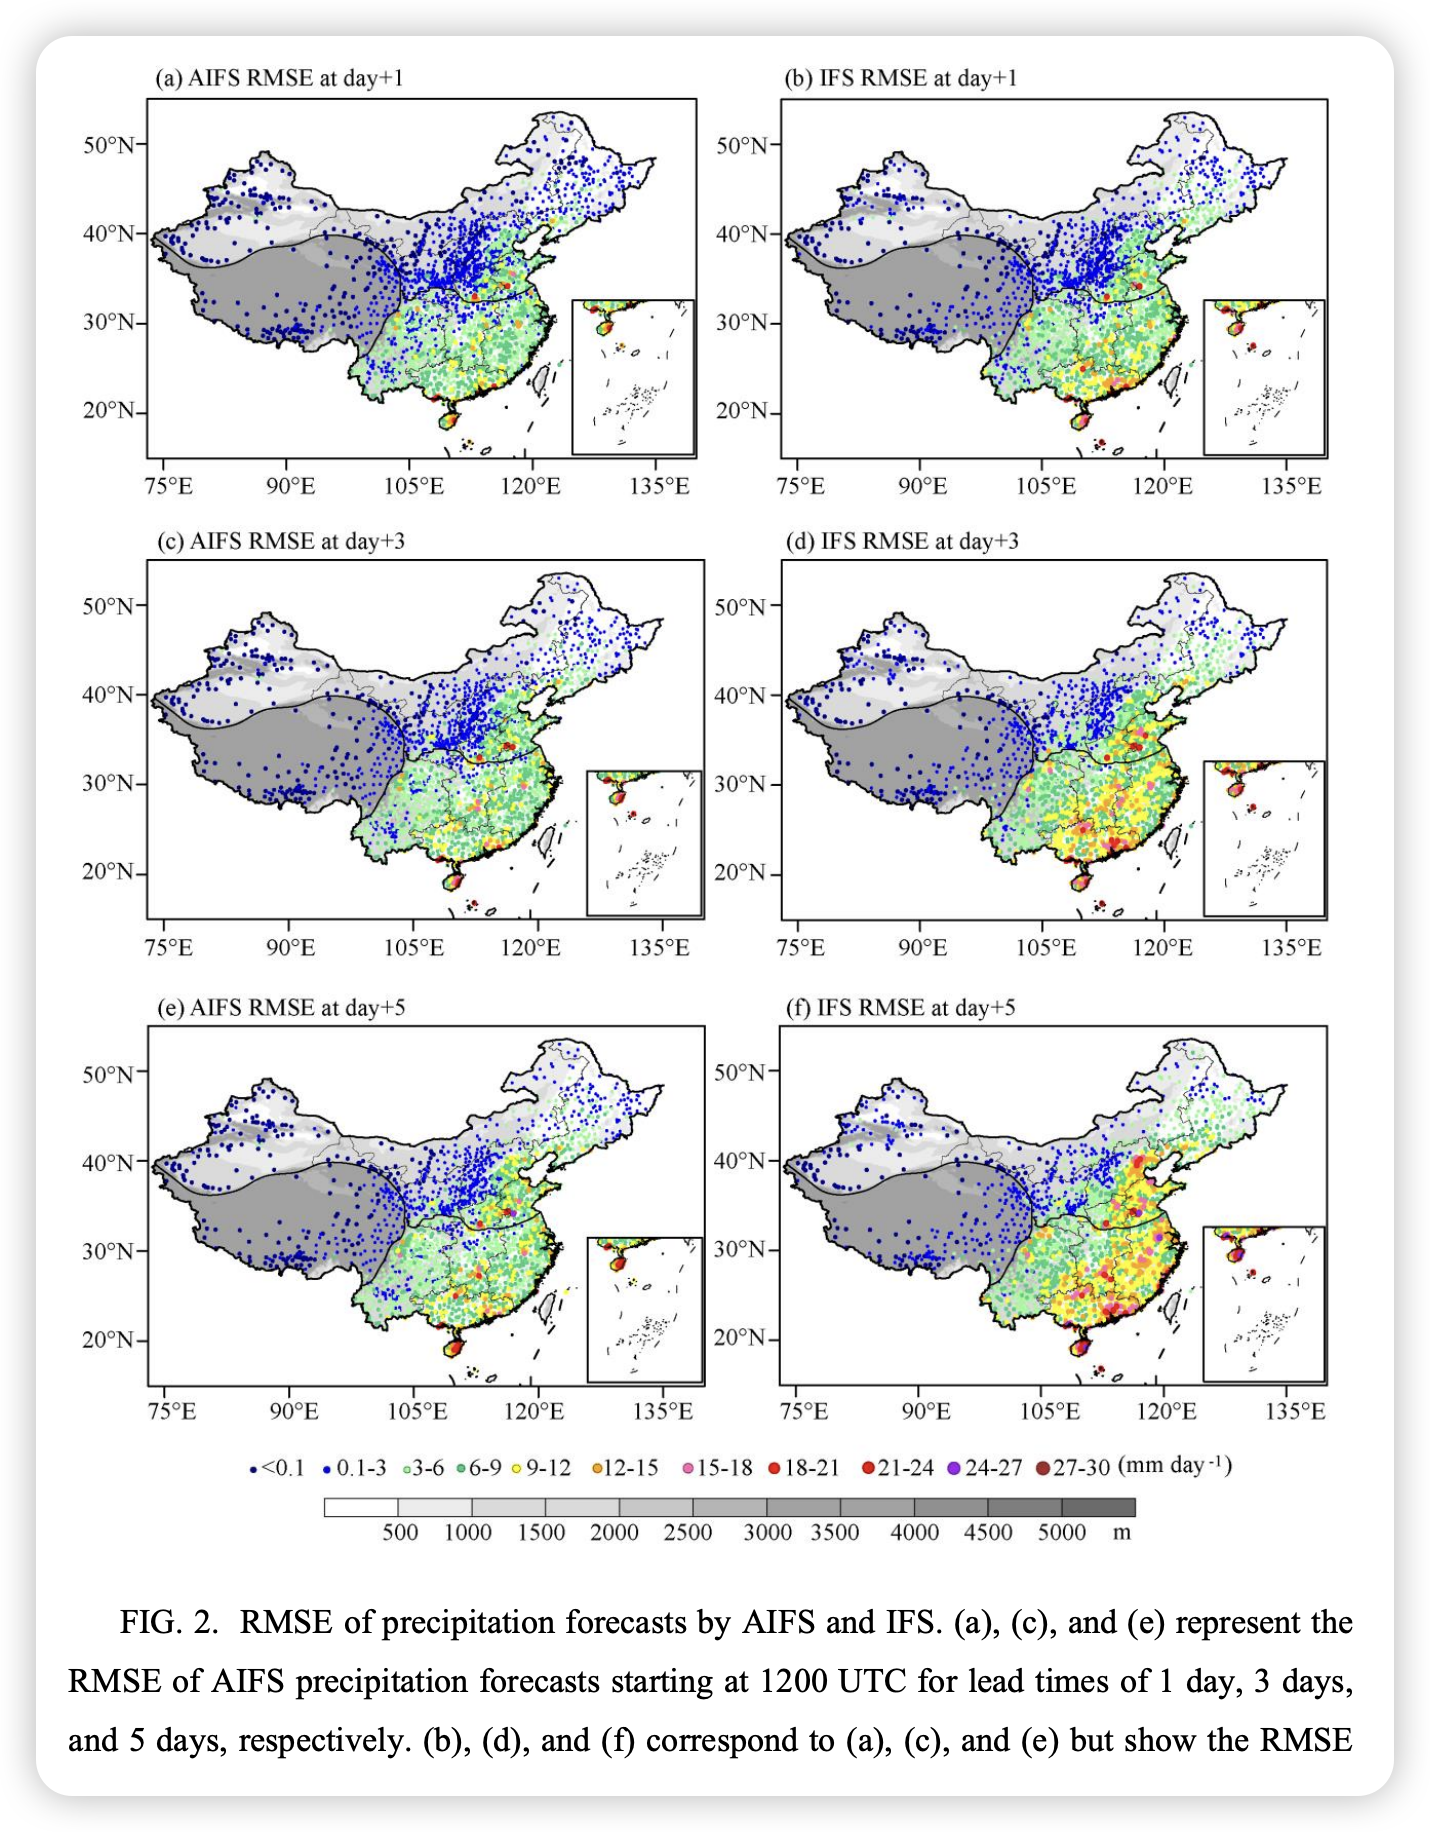 (a) AIFS RMSE at day+1
(b) IFS RMSE at day+1
50°N
40°N
30°N
20°N
75°E 90°E 105°E 120°E 135°E
50°N
40°N
30°N
20°N
75°E 90°E 105°E 120°E 135°E
(c) AIFS RMSE at day+3
(d) IFS RMSE at day+3
50°N
40°N
30°N
20°N
75°E 90°E 105°E 120°E 135°E
50°N
40°N
30°N
20°N
75°E 90°E 105°E 120°E 135°E
(e) AIFS RMSE at day+5
(f) IFS RMSE at day+5
50°N
40°N
30°N
20°N
75°E 90°E 105°E 120°E 135°E
50°N
40°N
30°N
20°N
75°E 90°E 105°E 120°E 135°E
<0.1 0.1-3 3-6 6-9 9-12 12-15 15-18 18-21 21-24 24-27 27-30 (mm day⁻¹)
500 1000 1500 2000 2500 3000 3500 4000 4500 5000 m
FIG. 2. RMSE of precipitation forecasts by AIFS and IFS. (a), (c), and (e) represent the
RMSE of AIFS precipitation forecasts starting at 1200 UTC for lead times of 1 day, 3 days,
and 5 days, respectively. (b), (d), and (f) correspond to (a), (c), and (e) but show the RMSE